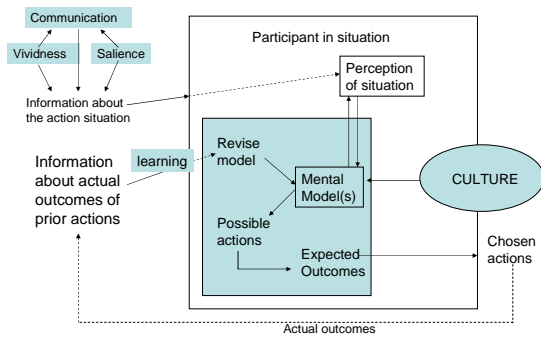 Communication
Vividness
Salience
Information about
the action situation
Participant in situation
Perception
of situation
Information
about actual
outcomes of
prior actions
learning
Revise
model
Mental
Model(s)
CULTURE
Possible
actions
Expected
Outcomes
Chosen
actions
Actual outcomes